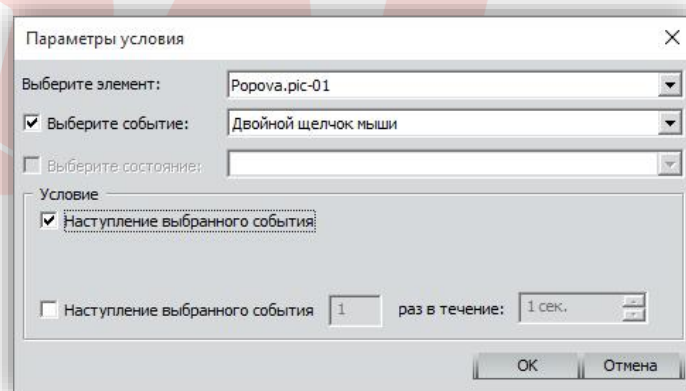 Параметры условия
Выберите элемент: Popova.pic-01
Выберите событие: Двойной щелчок мыши
Выберите состояние:
Условие
Наступление выбранного события
Наступление выбранного события 1 раз в течение: 1 сек.
OK Отмена